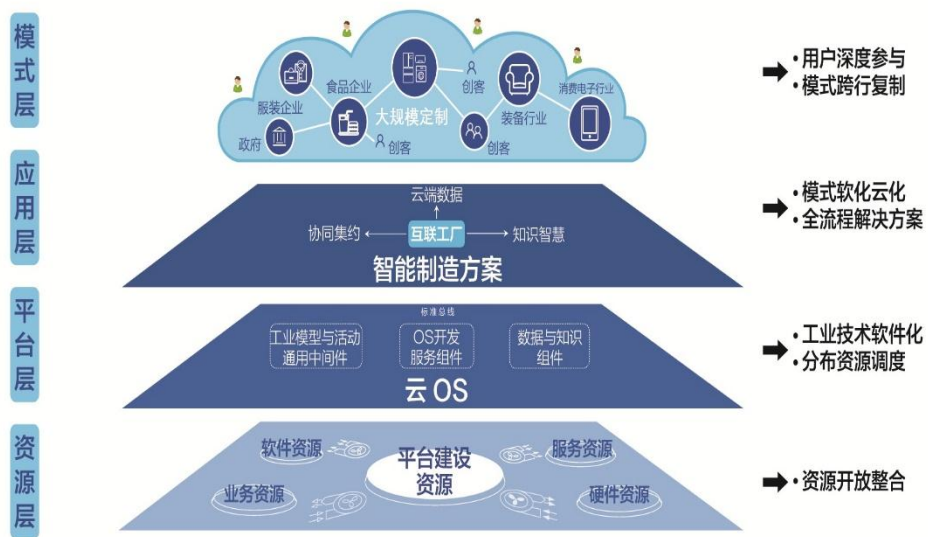 模式层
服装企业
食品企业
创客
消费电子行业
大规模定制
装备行业
政府
创客
创客
• 用户深度参与
• 模式跨行复制
应用层
云端数据
协同集约
互联工厂
知识智慧
智能制造方案
• 模式软化云化
• 全流程解决方案
平台层
标准总线
工业模型与活动
通用中间件
OS开发
服务组件
数据与知识
组件
云OS
• 工业技术软件化
• 分布资源调度
资源层
软件资源
平台建设
资源
服务资源
业务资源
硬件资源
• 资源开放整合